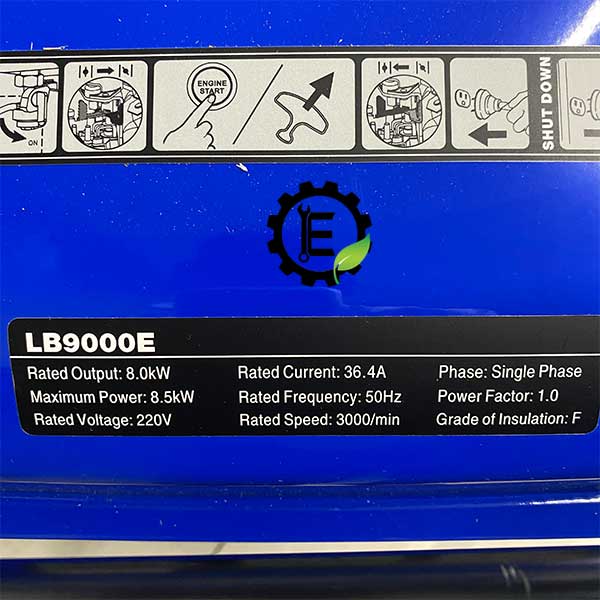 ENGINE
START
ON
SHUT DOWN
E
LB9000E
Rated Output: 8.0kW
Rated Current: 36.4A
Phase: Single Phase
Maximum Power: 8.5kW
Rated Frequency: 50Hz
Power Factor: 1.0
Rated Voltage: 220V
Rated Speed: 3000/min
Grade of Insulation: F